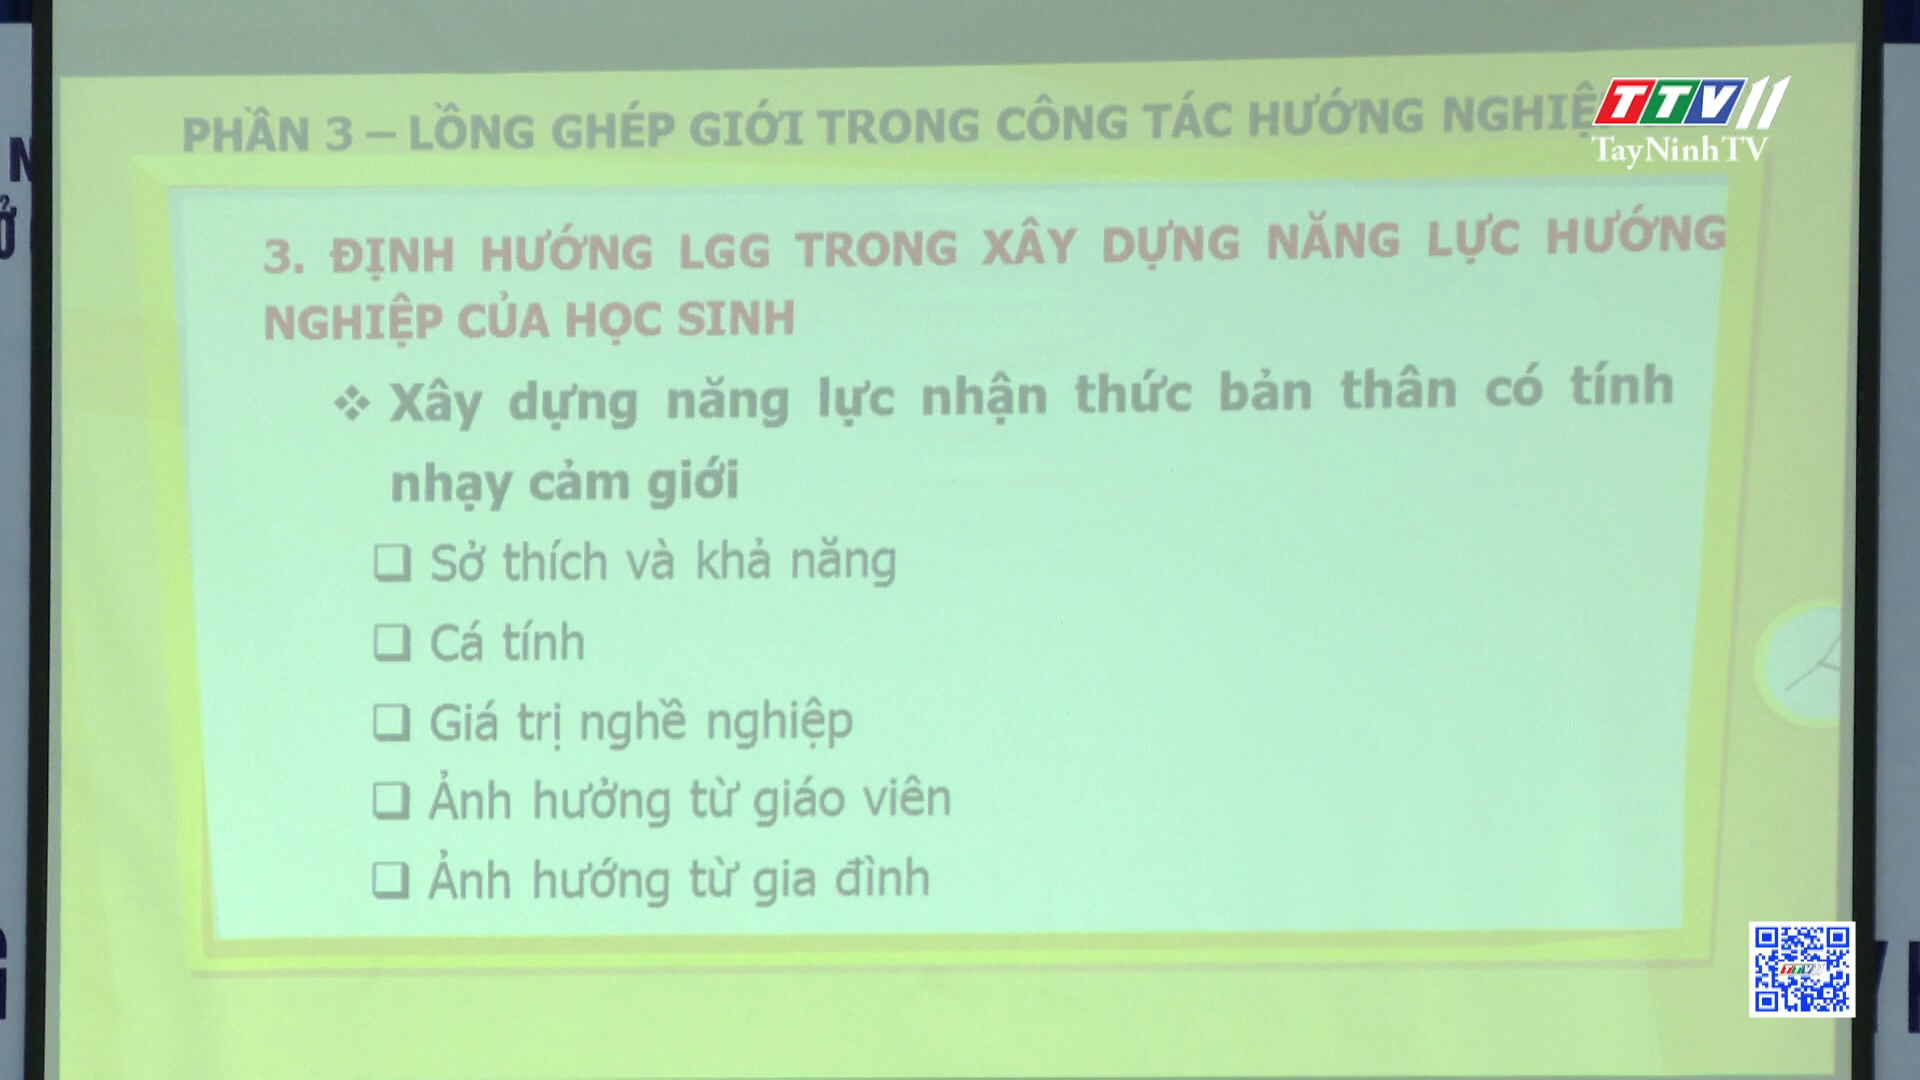 PHẦN 3 – LỒNG GHÉP GIỚI TRONG CÔNG TÁC HƯỚNG
TTV11
TayNinhTV
3. ĐỊNH HƯỚNG LGG TRONG XÂY DỰNG NĂNG LỰC HƯỚNG
NGHIỆP CỦA HỌC SINH
❖ Xây dựng năng lực nhận thức bản thân có tính
nhạy cảm giới
❑ Sở thích và khả năng
❑ Cá tính
❑ Giá trị nghề nghiệp
❑ Ảnh hưởng từ giáo viên
❑ Ảnh hướng từ gia đình